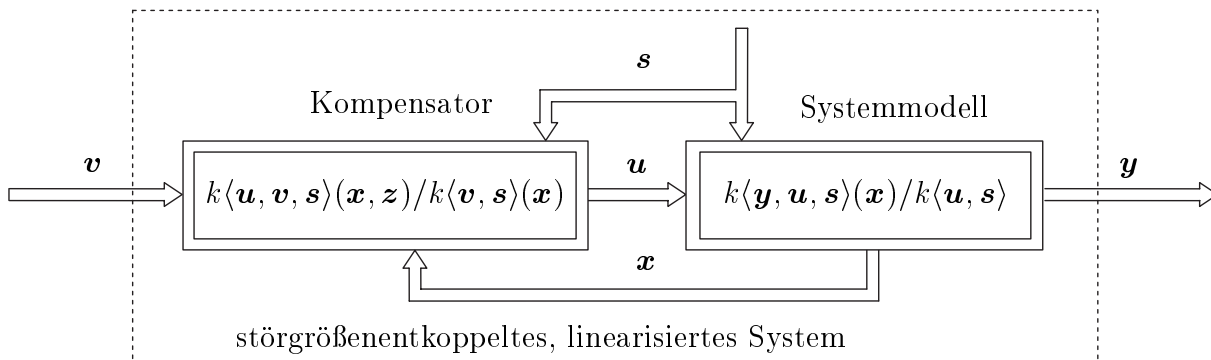 s
Kompensator
Systemmodell
v
k⟨u, v, s⟩(x, z)/k⟨v, s⟩(x)
u
k⟨y, u, s⟩(x)/k⟨u, s⟩
y
x
störgrößenentkoppeltes, linearisiertes System